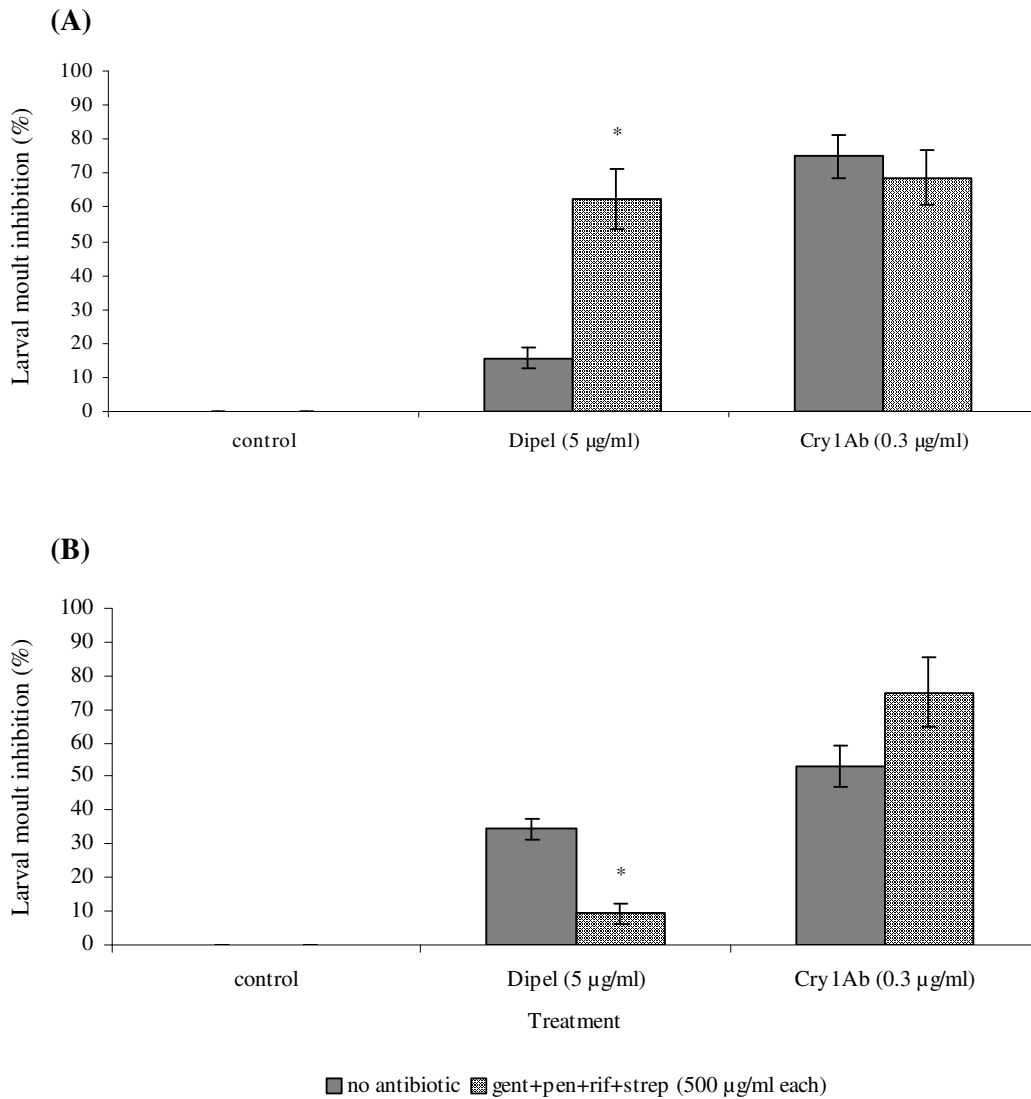 (A)
Larval moult inhibition (%)
100
90
80
70
60
50
40
30
20
10
0
*
control
Dipel (5 µg/ml)
Cry1Ab (0.3 µg/ml)
(B)
Larval moult inhibition (%)
100
90
80
70
60
50
40
30
20
10
0
*
control
Dipel (5 µg/ml)
Cry1Ab (0.3 µg/ml)
Treatment
no antibiotic
gent+pen+rif+strep (500 µg/ml each)